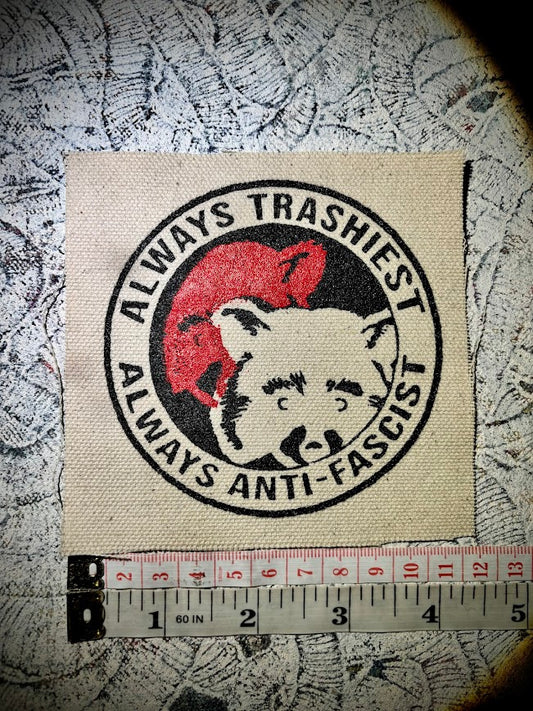 ALWAYS TRASHIEST
ALWAYS ANTI-FASCIST
2 3 4 5 6 7 8 9 10 11 12 13
1 60 IN 2 3 4 5